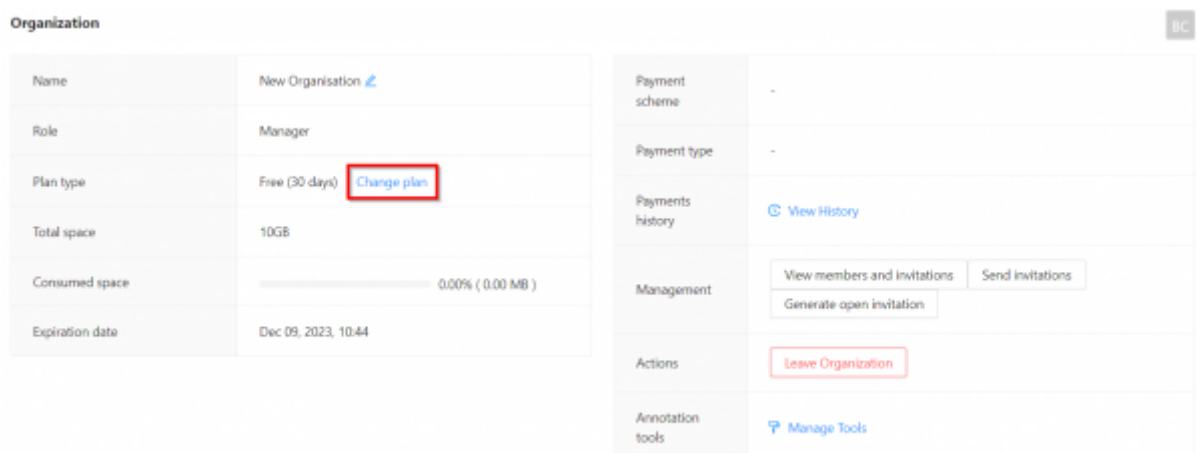 Organization
BC
Name
New Organisation
Role
Manager
Plan type
Free (30 days)
Change plan
Total space
10GB
Consumed space
0.00% ( 0.00 MB )
Expiration date
Dec 09, 2023, 10:44
Payment
scheme
-
Payment type
-
Payments
history
View History
Management
View members and invitations
Send invitations
Generate open invitation
Actions
Leave Organization
Annotation
tools
Manage Tools